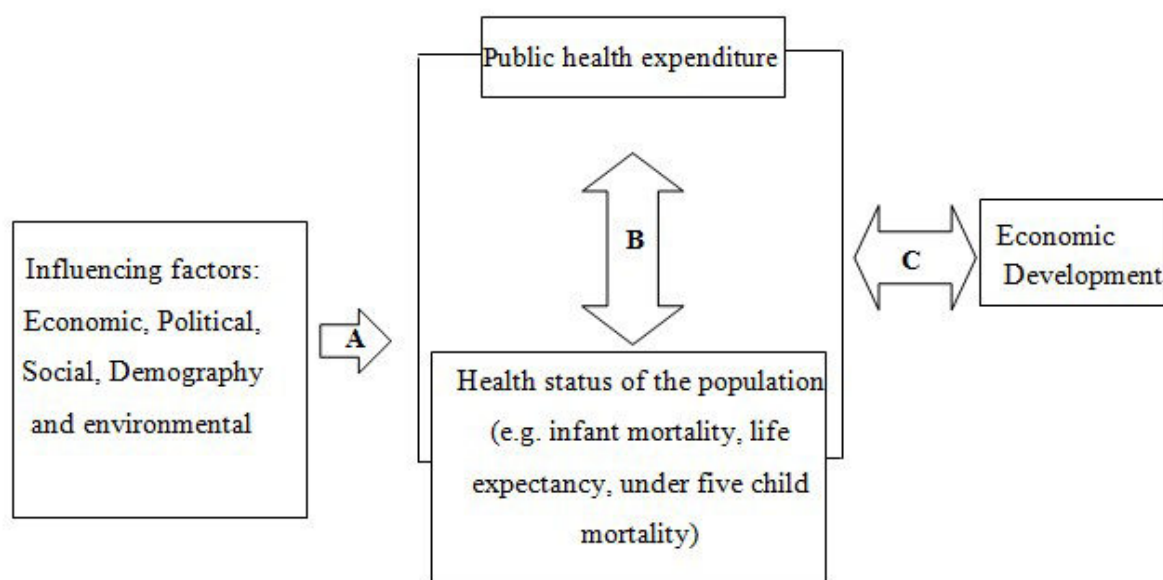 Public health expenditure
Influencing factors:
Economic, Political,
Social, Demography
and environmental
A
B
Health status of the population
(e.g. infant mortality, life
expectancy, under five child
mortality)
C
Economic
Development